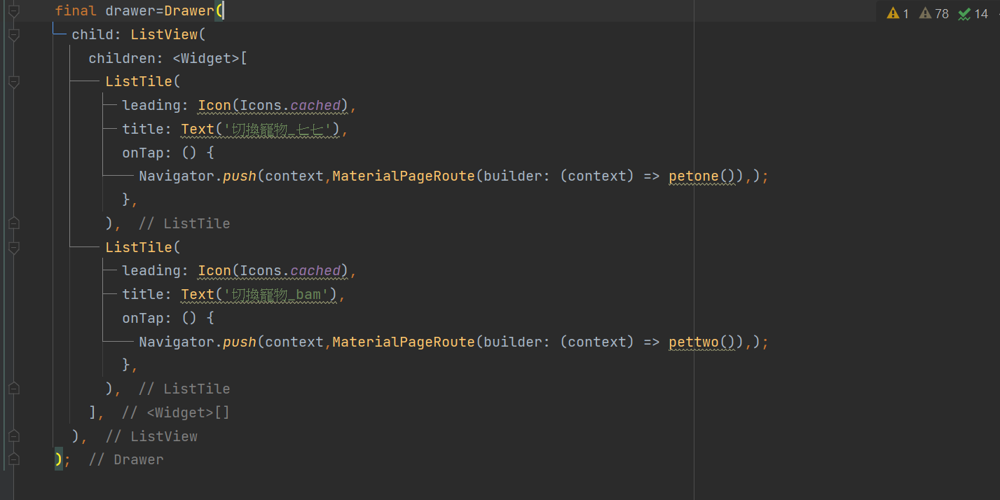 final drawer=Drawer(
1 78 14
child: ListView(
children: <Widget>[
ListTile(
leading: Icon(Icons.cached),
title: Text('切換寵物_七七'),
onTap: () {
Navigator.push(context,MaterialPageRoute(builder: (context) => petone()),);
},
), // ListTile
ListTile(
leading: Icon(Icons.cached),
title: Text('切換寵物_bam'),
onTap: () {
Navigator.push(context,MaterialPageRoute(builder: (context) => pettwo()),);
},
), // ListTile
], // <Widget>[]
), // ListView
); // Drawer